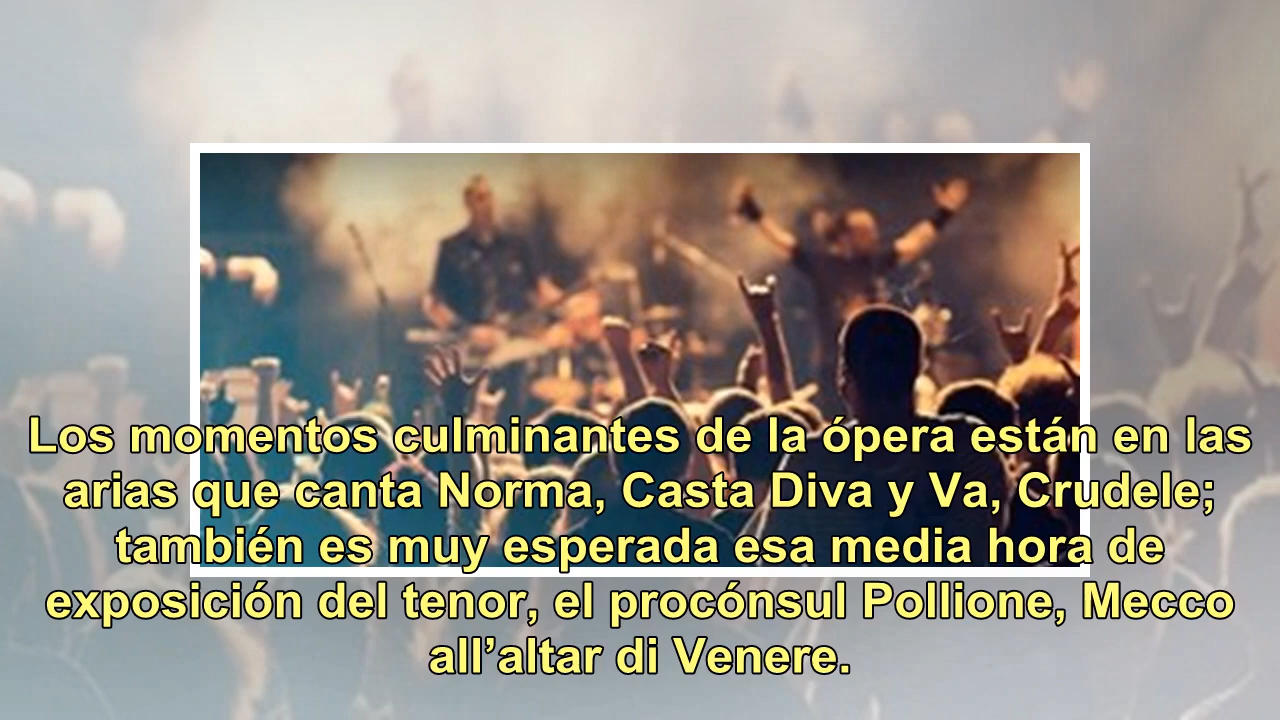 Los momentos culminantes de la ópera están en las
arias que canta Norma, Casta Diva y Va, Crudele;
también es muy esperada esa media hora de
exposición del tenor, el procónsul Pollione, Mecco
all’altar di Venere.